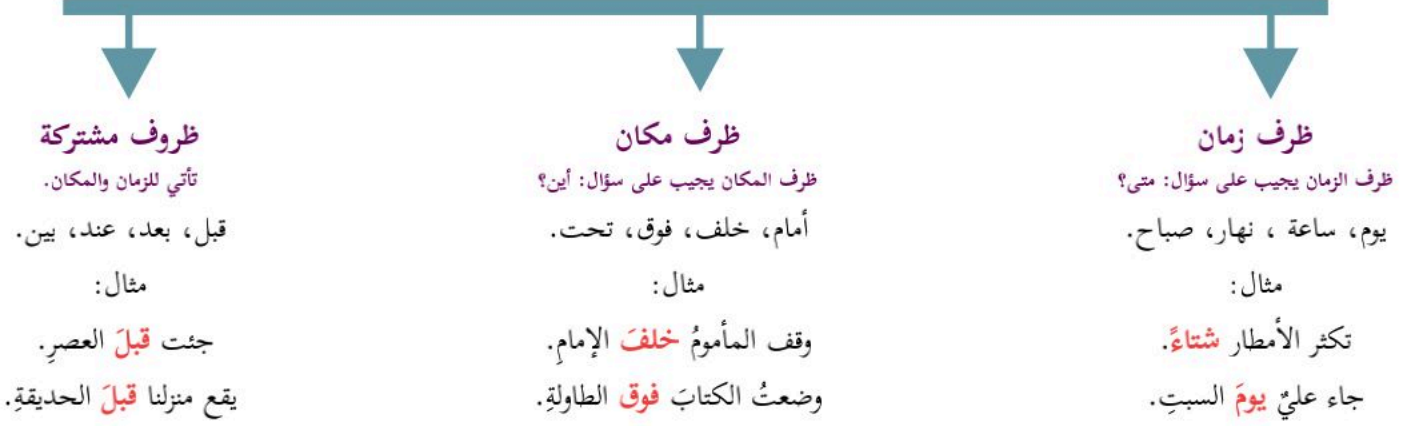 ظرف زمان
ظرف الزمان يجيب على سؤال: متى؟
يوم، ساعة ، نهار، صباح.
مثال:
تكثر الأمطار شتاءً.
جاء عليٌ يومَ السبتِ.
ظرف مكان
ظرف المكان يجيب على سؤال: أين؟
أمام، خلف، فوق، تحت.
مثال:
وقف المأمومُ خلفَ الإمامِ.
وضعتُ الكتابَ فوق الطاولةِ.
ظروف مشتركة
تأتي للزمان والمكان.
قبل، بعد، عند، بين.
مثال:
جئت قبلَ العصرِ.
يقع منزلنا قبلَ الحديقةِ.